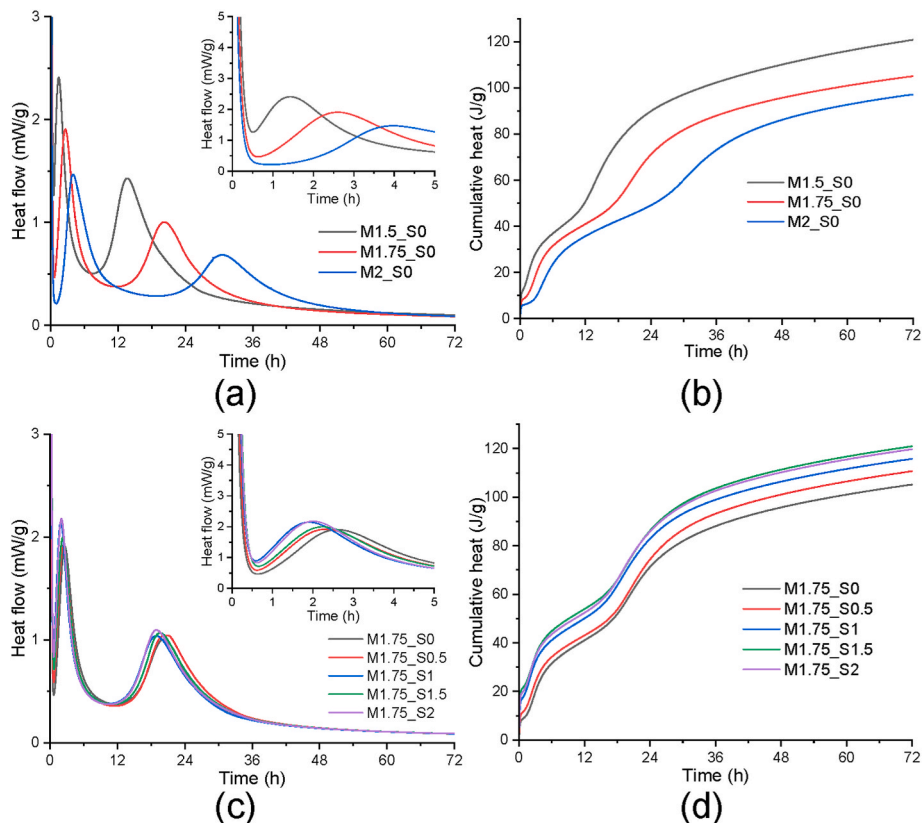 3
2
1
0
Heat flow (mW/g)
0 12 24 36 48 60 72
Time (h)
5
4
3
2
1
0
Heat flow (mW/g)
0 1 2 3 4 5
Time (h)
M1.5_S0
M1.75_S0
M2_S0
(a)
120
100
80
60
40
20
0
Cumulative heat (J/g)
0 12 24 36 48 60 72
Time (h)
M1.5_S0
M1.75_S0
M2_S0
(b)
3
2
1
0
Heat flow (mW/g)
0 12 24 36 48 60 72
Time (h)
5
4
3
2
1
0
Heat flow (mW/g)
0 1 2 3 4 5
Time (h)
M1.75_S0
M1.75_S0.5
M1.75_S1
M1.75_S1.5
M1.75_S2
(c)
120
100
80
60
40
20
0
Cumulative heat (J/g)
0 12 24 36 48 60 72
Time (h)
M1.75_S0
M1.75_S0.5
M1.75_S1
M1.75_S1.5
M1.75_S2
(d)